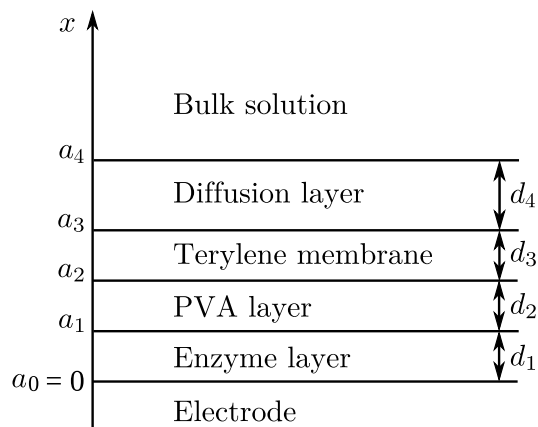 x
Bulk solution
a₄
Diffusion layer d₄
a₃
Terylene membrane d₃
a₂
PVA layer d₂
a₁
Enzyme layer d₁
a₀ = 0
Electrode